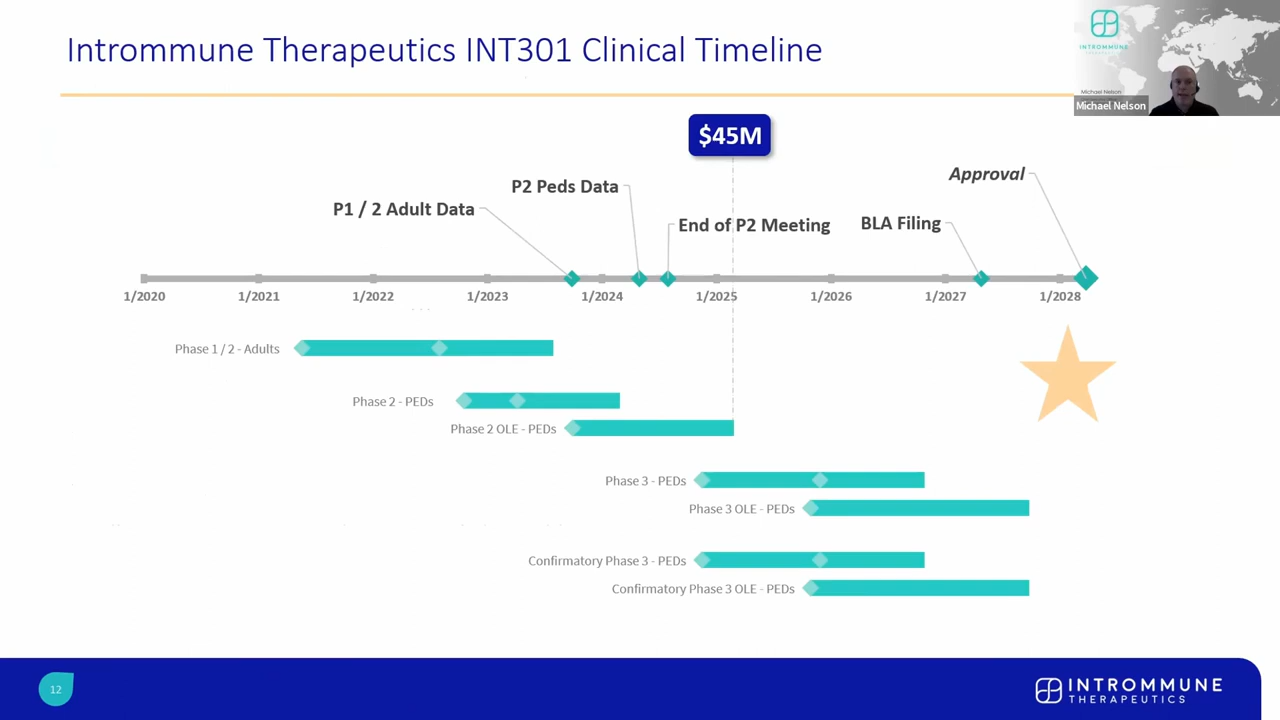 Intrommune Therapeutics INT301 Clinical Timeline
INTROMMUNE
Michael Nelson
Michael Nelson
$45M
Approval
P2 Peds Data
P1 / 2 Adult Data
End of P2 Meeting
BLA Filing
1/2020 1/2021 1/2022 1/2023 1/2024 1/2025 1/2026 1/2027 1/2028
Phase 1 / 2 - Adults
Phase 2 - PEDs
Phase 2 OLE - PEDs
Phase 3 - PEDs
Phase 3 OLE - PEDs
Confirmatory Phase 3 - PEDs
Confirmatory Phase 3 OLE - PEDs
12
INTROMMUNE
THERAPEUTICS